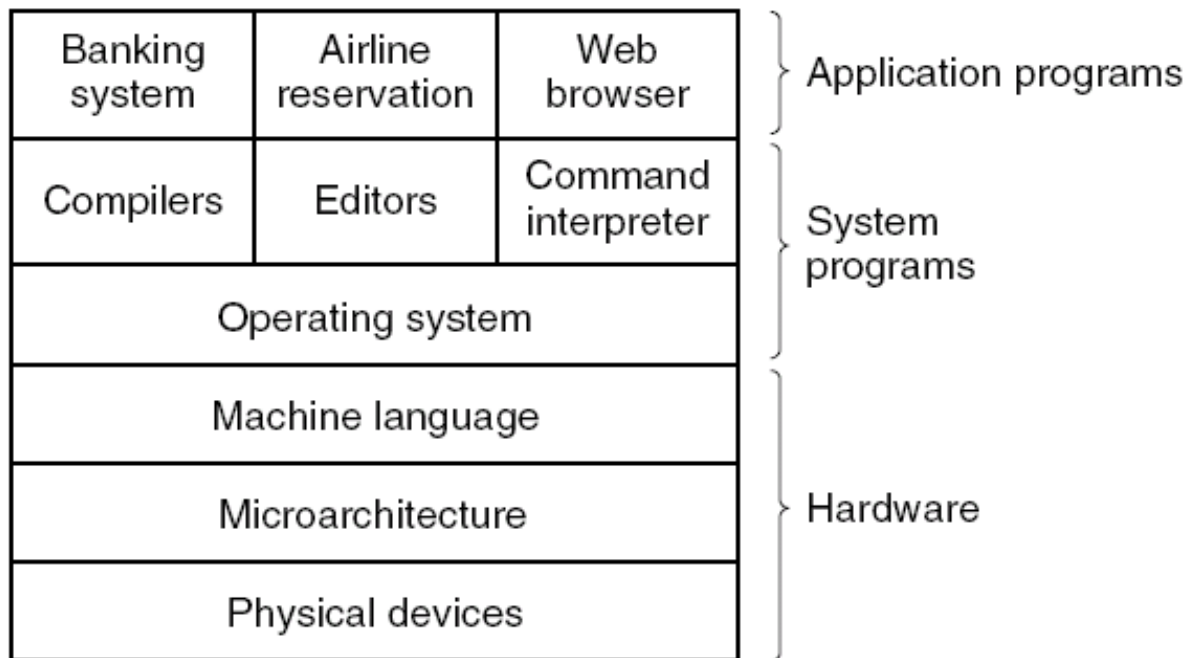 Banking
system
Airline
reservation
Web
browser
Application programs
Compilers
Editors
Command
interpreter
System
programs
Operating system
Machine language
Microarchitecture
Hardware
Physical devices